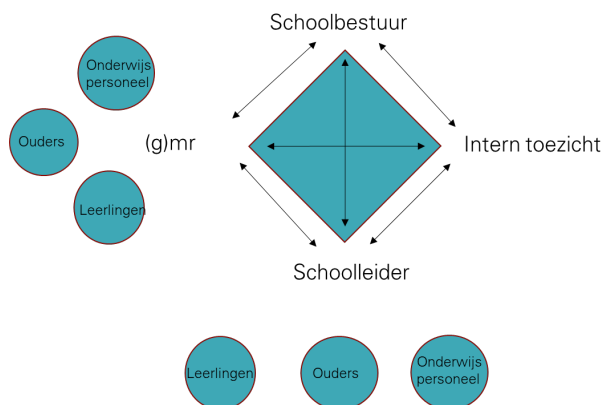 Schoolbestuur
Onderwijs
personeel
Ouders
(g)mr
Intern toezicht
Leerlingen
Schoolleider
Leerlingen
Ouders
Onderwijs
personeel